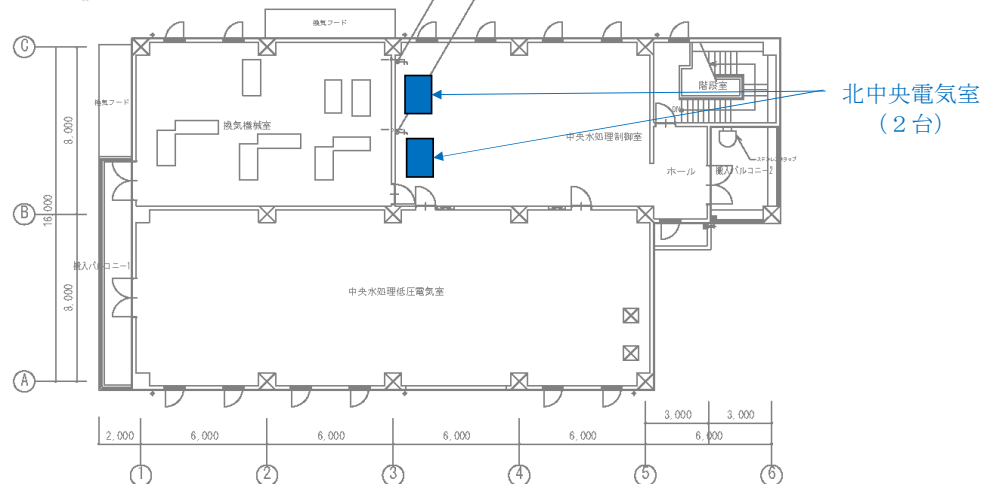 換気フード
C
換気フード
階段室
DN
北中央電気室
（２台）
換気機械室
中央水処理制御室
8,000
ホール
搬入バルコニー2
B
16,000
搬入バルコニー1
中央水処理低圧電気室
8,000
A
3,000
3,000
2,000
6,000
6,000
6,000
6,000
6,000
1
2
3
4
5
6